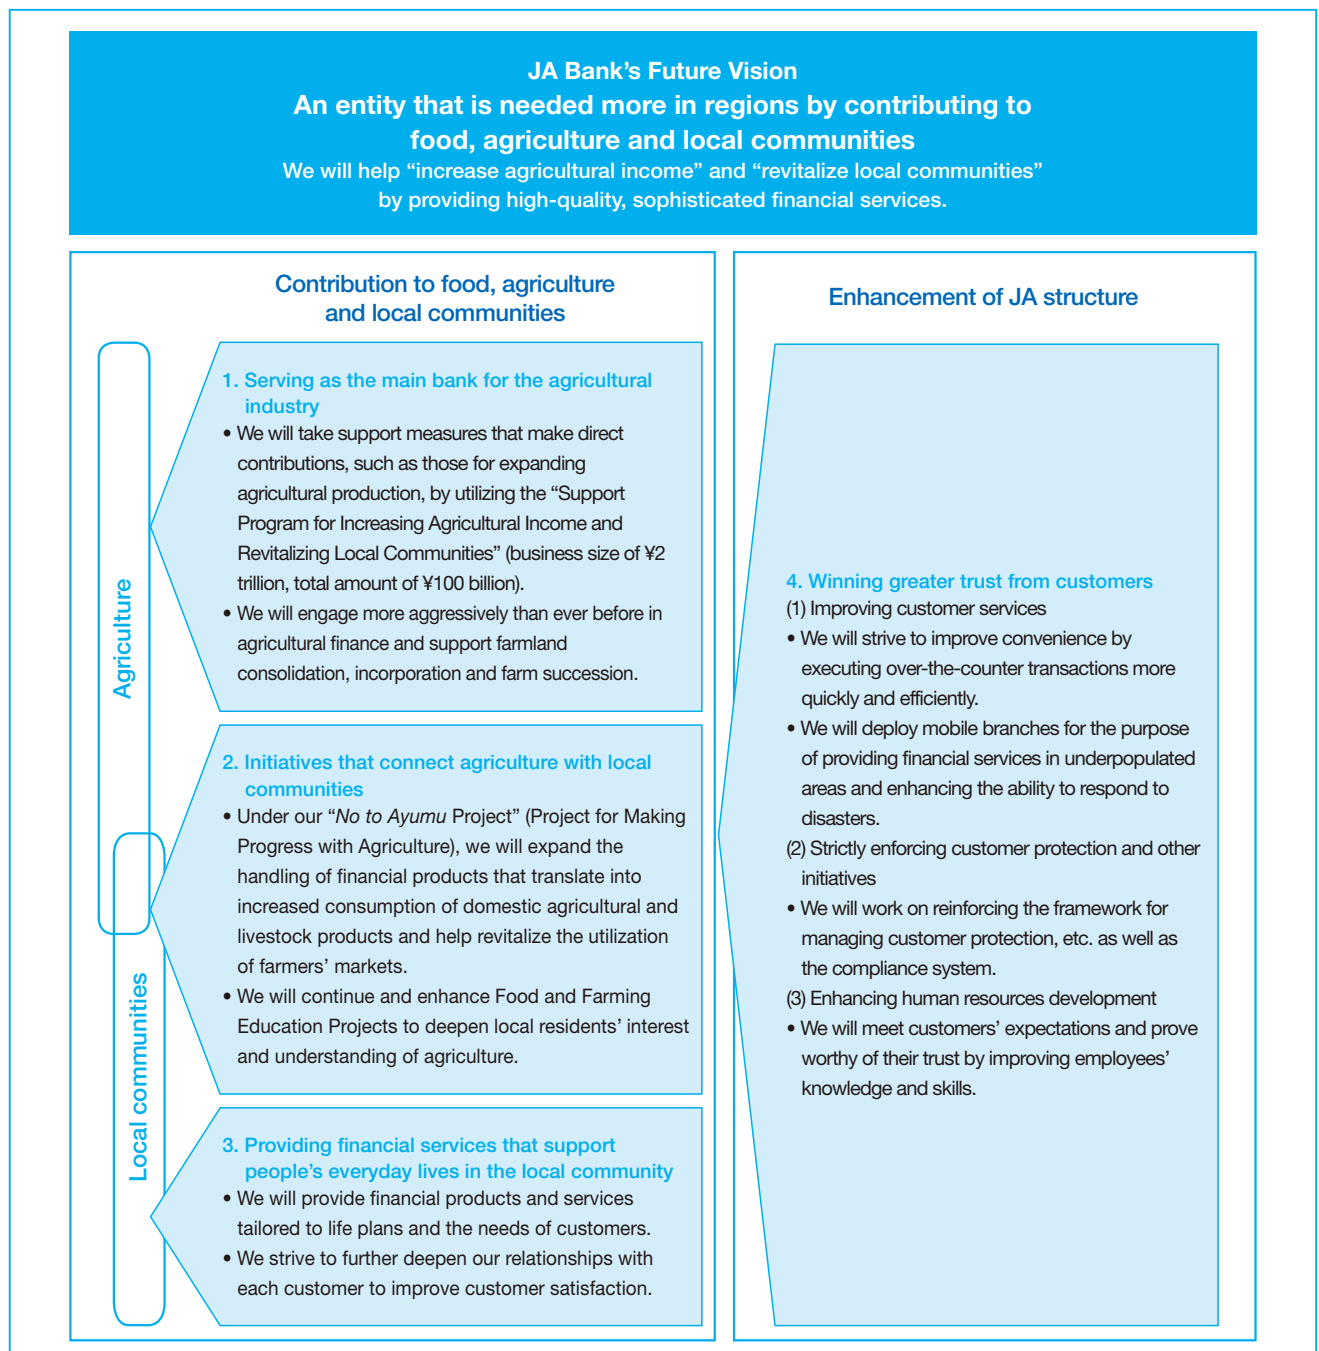 JA Bank’s Future Vision
An entity that is needed more in regions by contributing to
food, agriculture and local communities
We will help “increase agricultural income” and “revitalize local communities”
by providing high-quality, sophisticated financial services.
Contribution to food, agriculture
and local communities
Agriculture
Local communities
1. Serving as the main bank for the agricultural
industry
• We will take support measures that make direct
contributions, such as those for expanding
agricultural production, by utilizing the “Support
Program for Increasing Agricultural Income and
Revitalizing Local Communities” (business size of ¥2
trillion, total amount of ¥100 billion).
• We will engage more aggressively than ever before in
agricultural finance and support farmland
consolidation, incorporation and farm succession.
2. Initiatives that connect agriculture with local
communities
• Under our “No to Ayumu Project” (Project for Making
Progress with Agriculture), we will expand the
handling of financial products that translate into
increased consumption of domestic agricultural and
livestock products and help revitalize the utilization
of farmers’ markets.
• We will continue and enhance Food and Farming
Education Projects to deepen local residents’ interest
and understanding of agriculture.
3. Providing financial services that support
people’s everyday lives in the local community
• We will provide financial products and services
tailored to life plans and the needs of customers.
• We strive to further deepen our relationships with
each customer to improve customer satisfaction.
Enhancement of JA structure
4. Winning greater trust from customers
(1) Improving customer services
• We will strive to improve convenience by
executing over-the-counter transactions more
quickly and efficiently.
• We will deploy mobile branches for the purpose
of providing financial services in underpopulated
areas and enhancing the ability to respond to
disasters.
(2) Strictly enforcing customer protection and other
initiatives
• We will work on reinforcing the framework for
managing customer protection, etc. as well as
the compliance system.
(3) Enhancing human resources development
• We will meet customers’ expectations and prove
worthy of their trust by improving employees’
knowledge and skills.